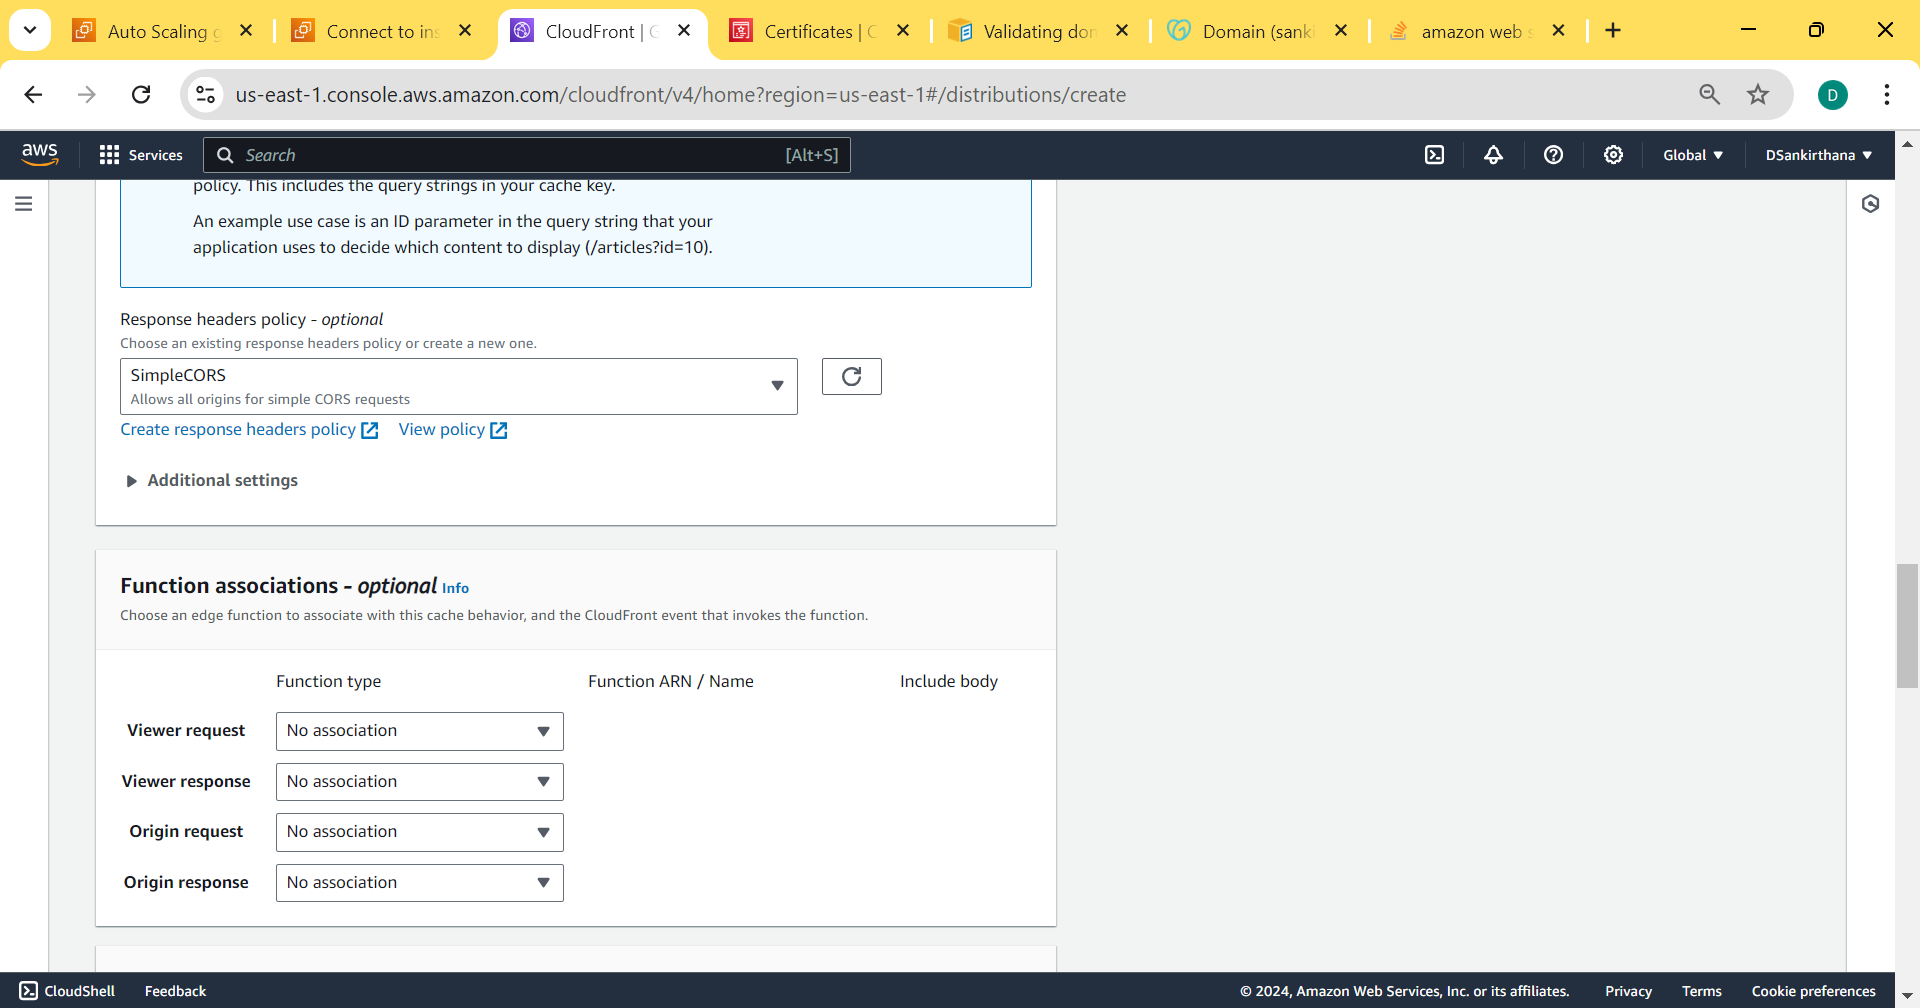 Auto Scaling g
Connect to ins
CloudFront | G
Certificates | C
Validating dom
Domain (sanki
amazon web s
us-east-1.console.aws.amazon.com/cloudfront/v4/home?region=us-east-1#/distributions/create
D
aws
Services
Search
[Alt+S]
Global
DSankirthana
policy. This includes the query strings in your cache key.
An example use case is an ID parameter in the query string that your
application uses to decide which content to display (/articles?id=10).
Response headers policy - optional
Choose an existing response headers policy or create a new one.
SimpleCORS
Allows all origins for simple CORS requests
Create response headers policy
View policy
Additional settings
Function associations - optional Info
Choose an edge function to associate with this cache behavior, and the CloudFront event that invokes the function.
Function type
Function ARN / Name
Include body
Viewer request
No association
Viewer response
No association
Origin request
No association
Origin response
No association
CloudShell
Feedback
© 2024, Amazon Web Services, Inc. or its affiliates.
Privacy
Terms
Cookie preferences